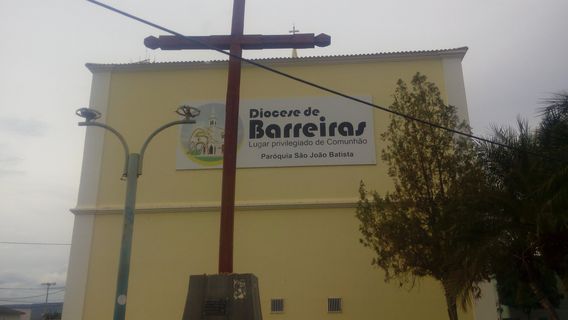 Diocese de
Barreiras
Lugar privilegiado de Comunhão
Paróquia São João Batista